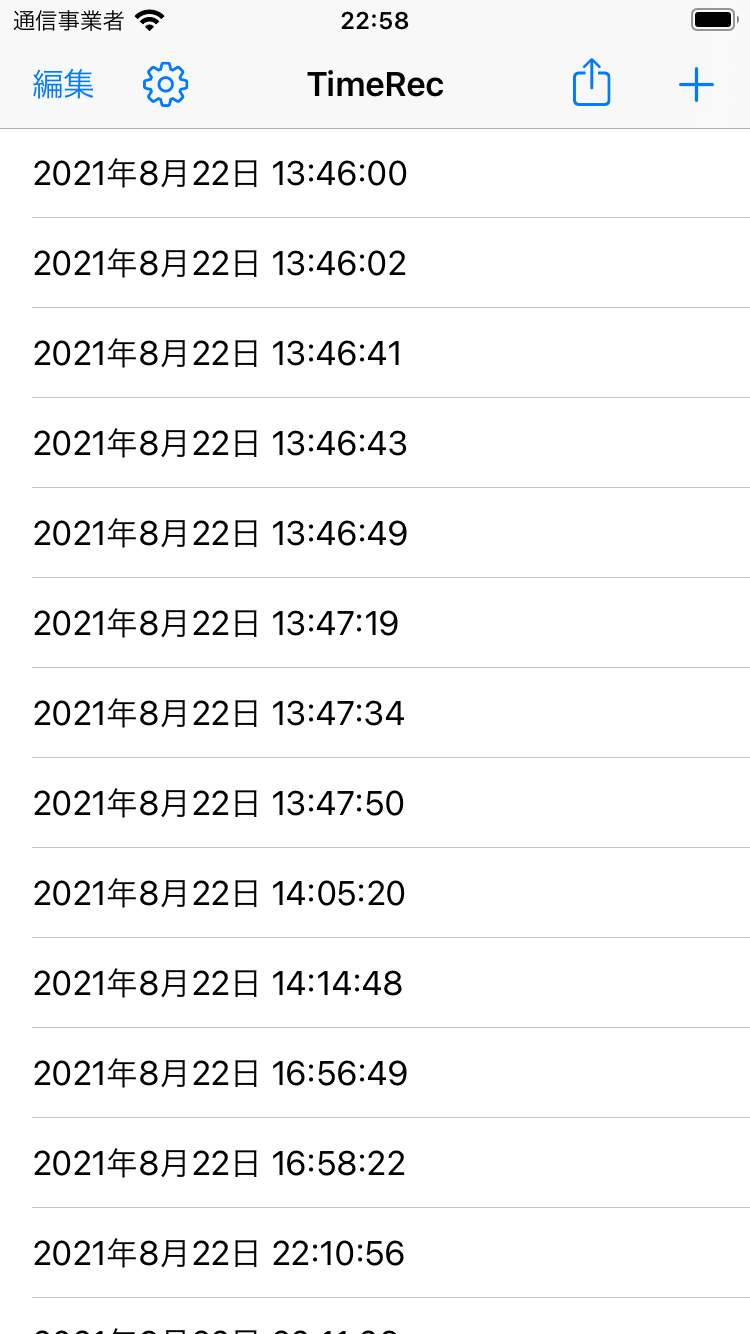 通信事業者 22:58
編集 TimeRec
2021年8月22日 13:46:00
2021年8月22日 13:46:02
2021年8月22日 13:46:41
2021年8月22日 13:46:43
2021年8月22日 13:46:49
2021年8月22日 13:47:19
2021年8月22日 13:47:34
2021年8月22日 13:47:50
2021年8月22日 14:05:20
2021年8月22日 14:14:48
2021年8月22日 16:56:49
2021年8月22日 16:58:22
2021年8月22日 22:10:56